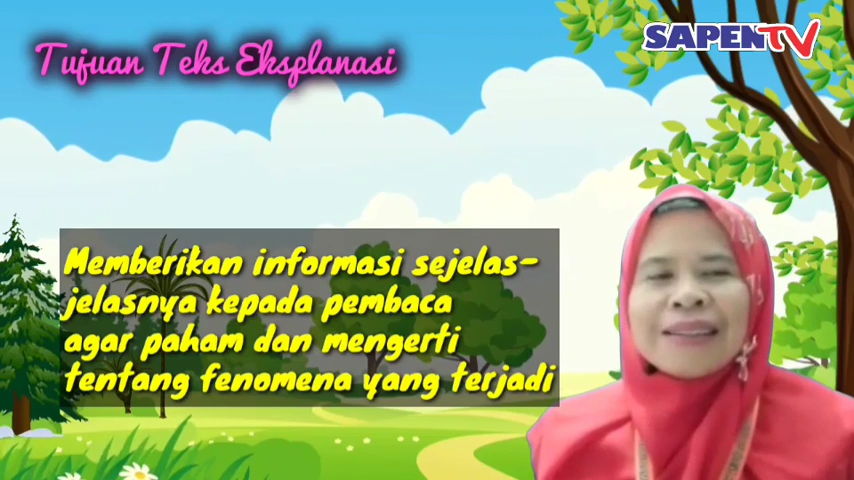 SAPENTV
Tujuan Teks Eksplanasi
Memberikan informasi sejelas-
jelasnya kepada pembaca
agar paham dan mengerti
tentang fenomena yang terjadi